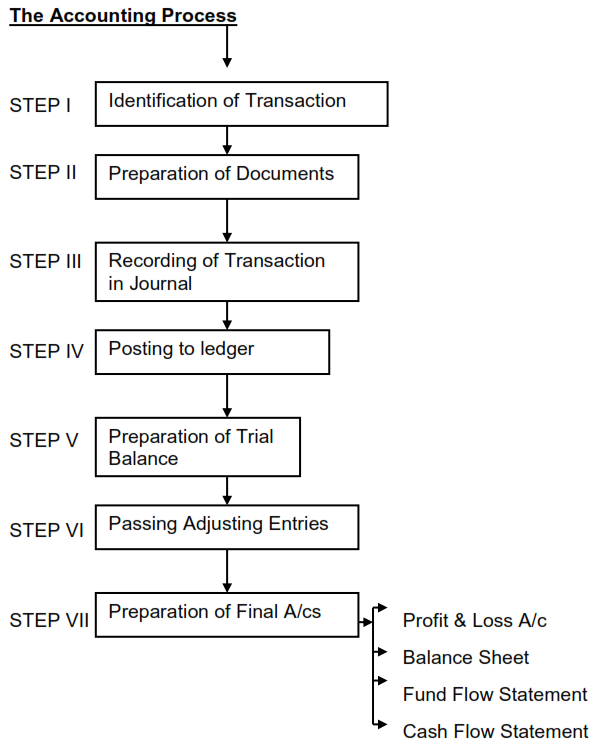 The Accounting Process
STEP I
Identification of Transaction
STEP II
Preparation of Documents
STEP III
Recording of Transaction
in Journal
STEP IV
Posting to ledger
STEP V
Preparation of Trial
Balance
STEP VI
Passing Adjusting Entries
STEP VII
Preparation of Final A/cs
Profit & Loss A/c
Balance Sheet
Fund Flow Statement
Cash Flow Statement